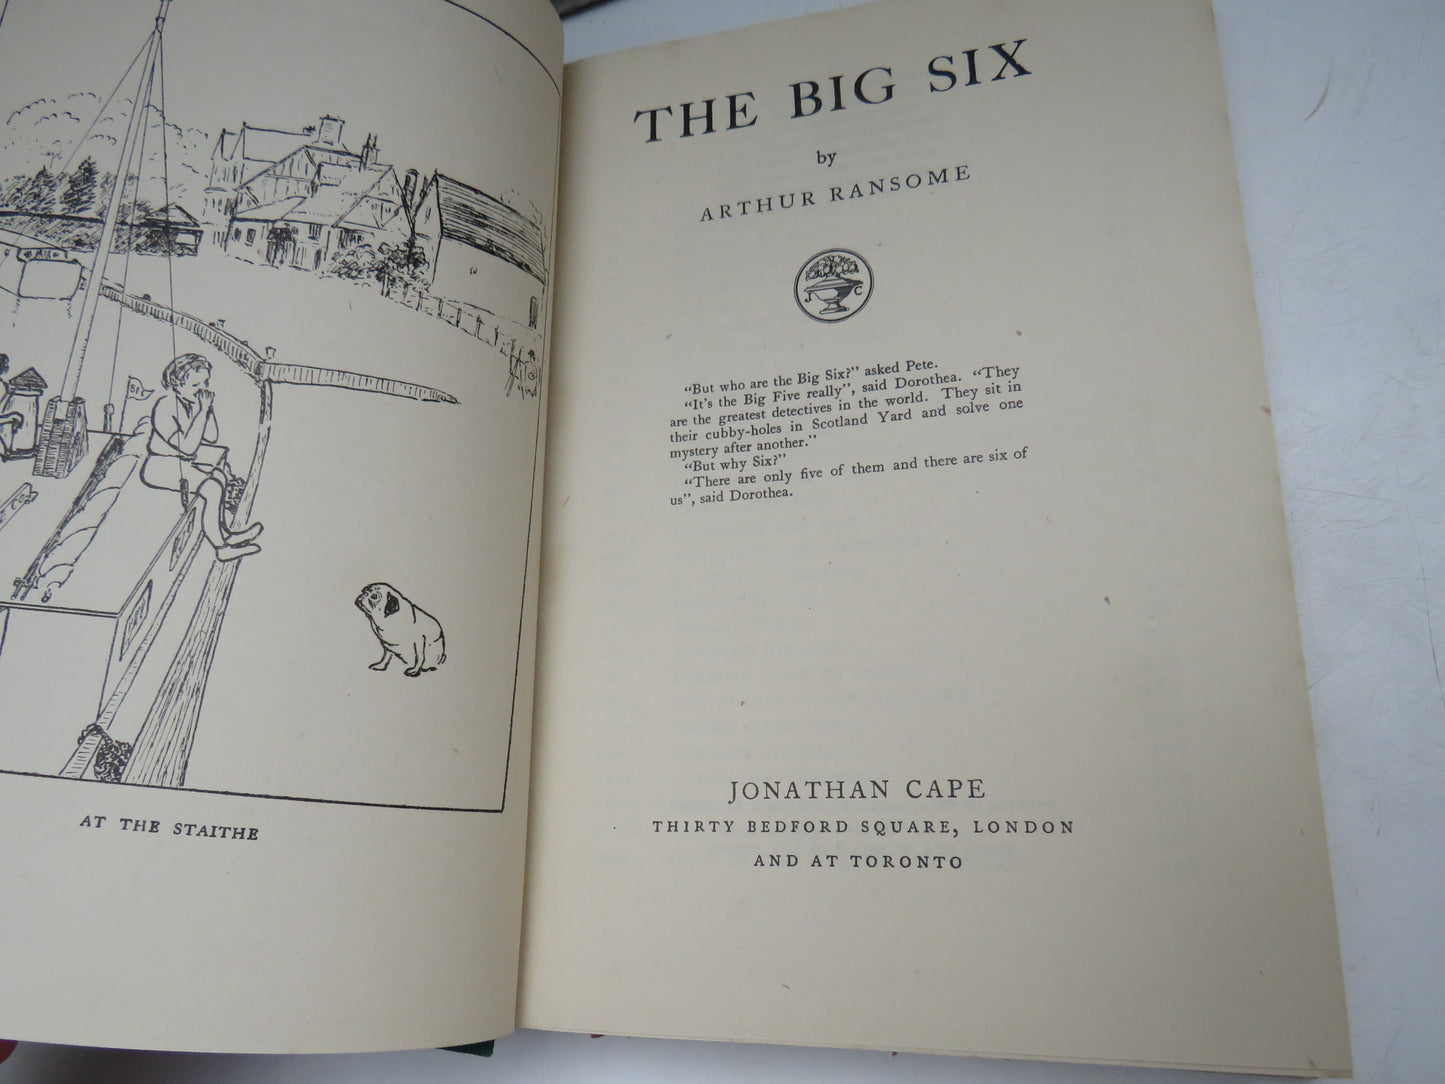 AT THE STAITHE
THE BIG SIX
by
ARTHUR RANSOME
J C
"But who are the Big Six?" asked Pete.
"It's the Big Five really", said Dorothea. "They
are the greatest detectives in the world. They sit in
their cubby-holes in Scotland Yard and solve one
mystery after another."
"But why Six?"
"There are only five of them and there are six of
us", said Dorothea.
JONATHAN CAPE
THIRTY BEDFORD SQUARE, LONDON
AND AT TORONTO